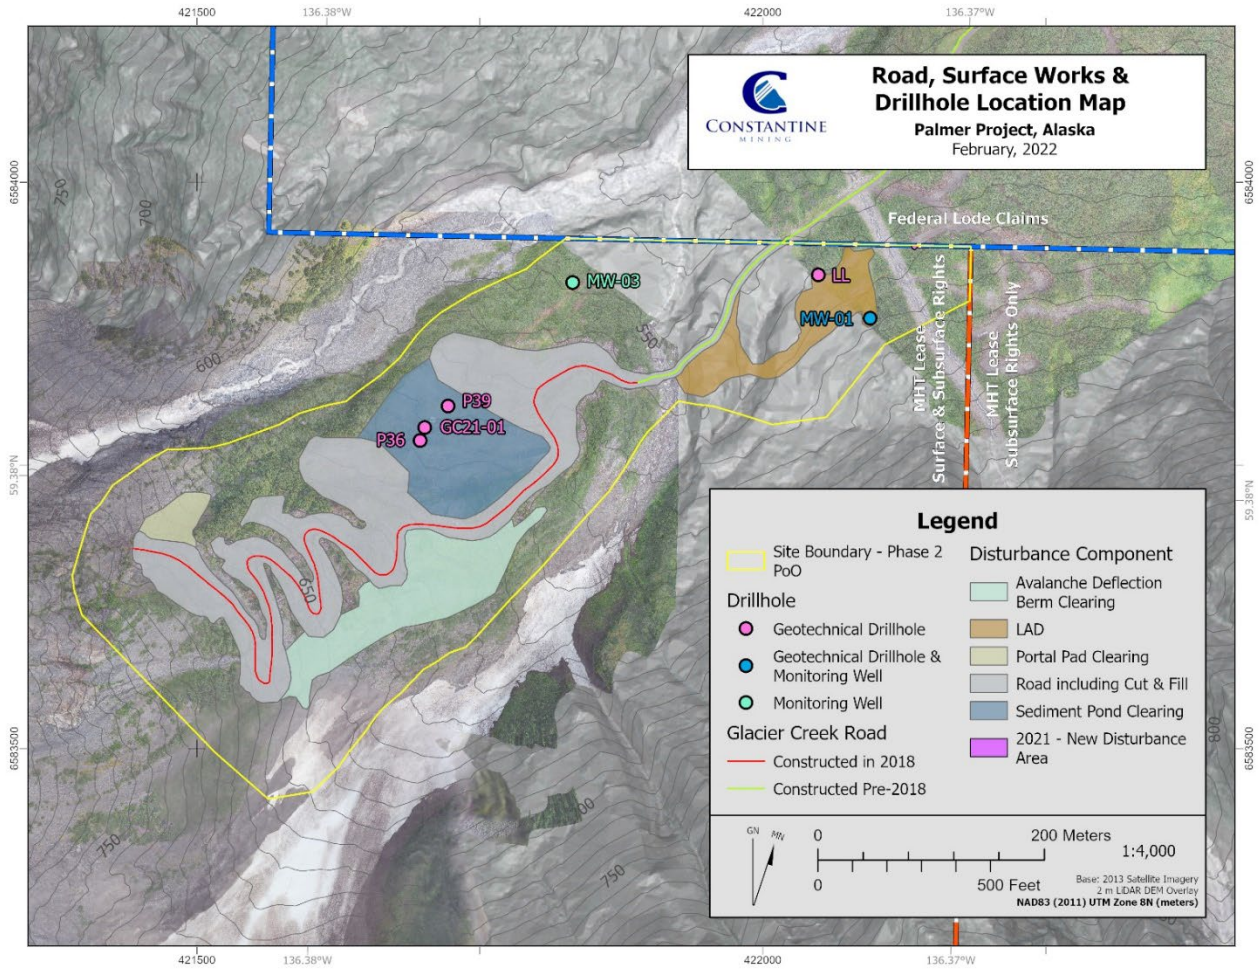 421500
136.38°W
422000
136.37°W
CONSTANTINE
MINING
Road, Surface Works &
Drillhole Location Map
Palmer Project, Alaska
February, 2022
6584000
6584000
750
700
Federal Lode Claims
MW-03
LL
MW-01
550
600
MHT Lease
Surface & Subsurface Rights
MHT Lease
Subsurface Rights Only
P39
GC21-01
P36
59.38°N
59.38°N
650
Legend
Site Boundary - Phase 2
PoO
Drillhole
Geotechnical Drillhole
Geotechnical Drillhole &
Monitoring Well
Monitoring Well
Glacier Creek Road
Constructed in 2018
Constructed Pre-2018
Disturbance Component
Avalanche Deflection
Berm Clearing
LAD
Portal Pad Clearing
Road including Cut & Fill
Sediment Pond Clearing
2021 - New Disturbance
Area
800
6583500
6583500
750
750
GN
MN
0
200 Meters
1:4,000
0
500 Feet
Base: 2013 Satellite Imagery
2 m LiDAR DEM Overlay
NAD83 (2011) UTM Zone 8N (meters)
421500
136.38°W
422000
136.37°W